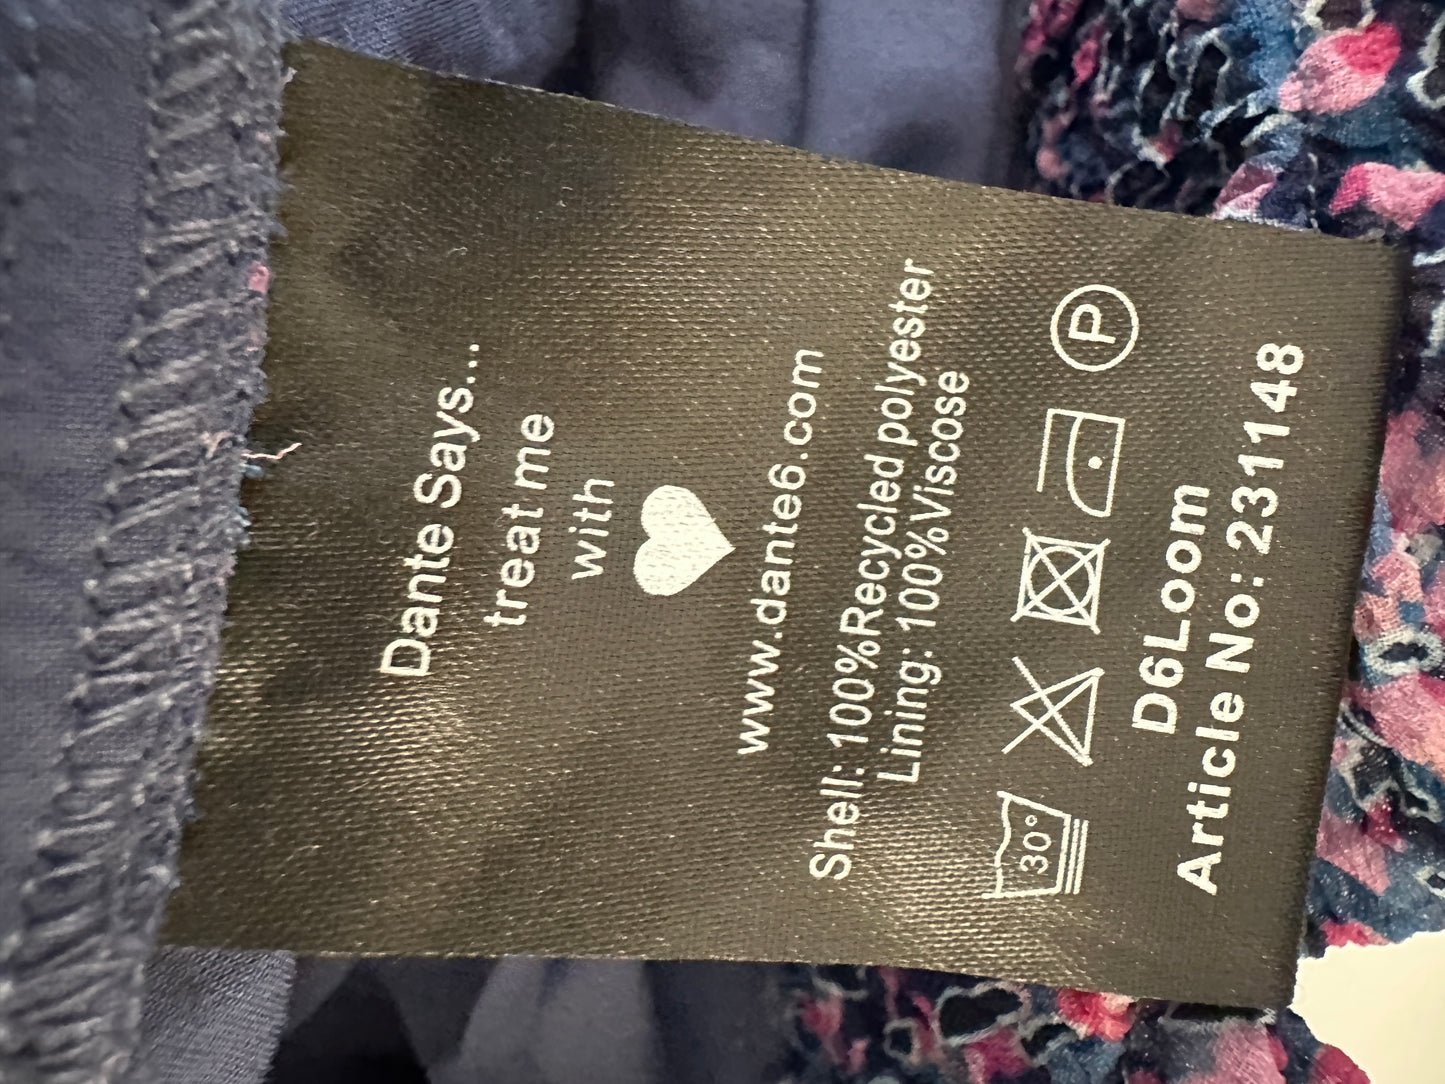 Dante Says...
treat me
with
www.dante6.com
Shell: 100%Recycled polyester
Lining: 100%Viscose
30° P
D6Loom
Article No: 231148